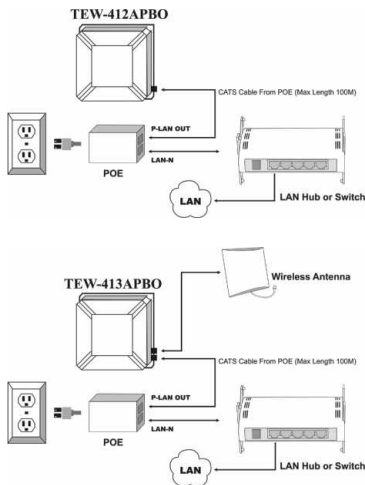 TEW-412APBO
CAT5 Cable From POE (Max Length 100M)
P-LAN OUT
LAN-N
POE
LAN
LAN Hub or Switch
TEW-413APBO
Wireless Antenna
CAT5 Cable From POE (Max Length 100M)
P-LAN OUT
LAN-N
POE
LAN
LAN Hub or Switch